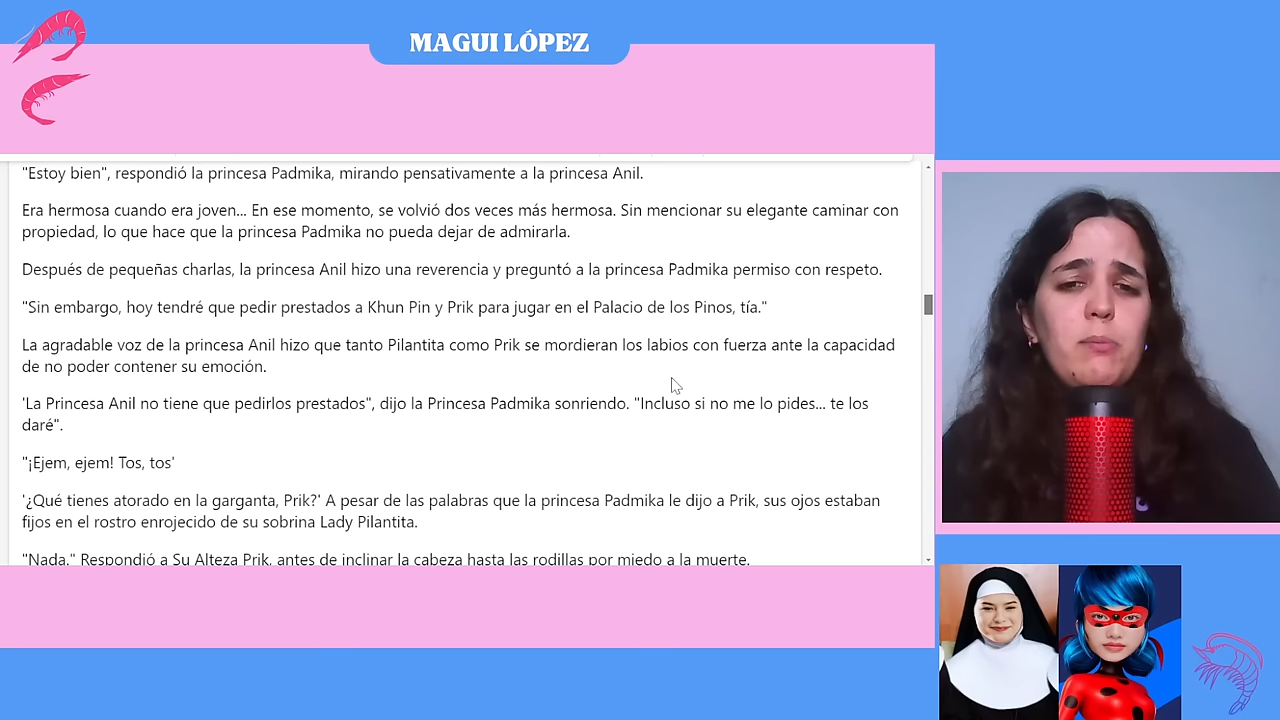 MAGUI LÓPEZ
"Estoy bien", respondió la princesa Padmika, mirando pensativamente a la princesa Anil.
Era hermosa cuando era joven... En ese momento, se volvió dos veces más hermosa. Sin mencionar su elegante caminar con
propiedad, lo que hace que la princesa Padmika no pueda dejar de admirarla.
Después de pequeñas charlas, la princesa Anil hizo una reverencia y preguntó a la princesa Padmika permiso con respeto.
"Sin embargo, hoy tendré que pedir prestados a Khun Pin y Prik para jugar en el Palacio de los Pinos, tía."
La agradable voz de la princesa Anil hizo que tanto Pilantita como Prik se mordieran los labios con fuerza ante la capacidad
de no poder contener su emoción.
'La Princesa Anil no tiene que pedirlos prestados", dijo la Princesa Padmika sonriendo. "Incluso si no me lo pides... te los
daré".
"¡Ejem, ejem! Tos, tos'
'¿Qué tienes atorado en la garganta, Prik?' A pesar de las palabras que la princesa Padmika le dijo a Prik, sus ojos estaban
fijos en el rostro enrojecido de su sobrina Lady Pilantita.
"Nada." Respondió a Su Alteza Prik, antes de inclinar la cabeza hasta las rodillas por miedo a la muerte.